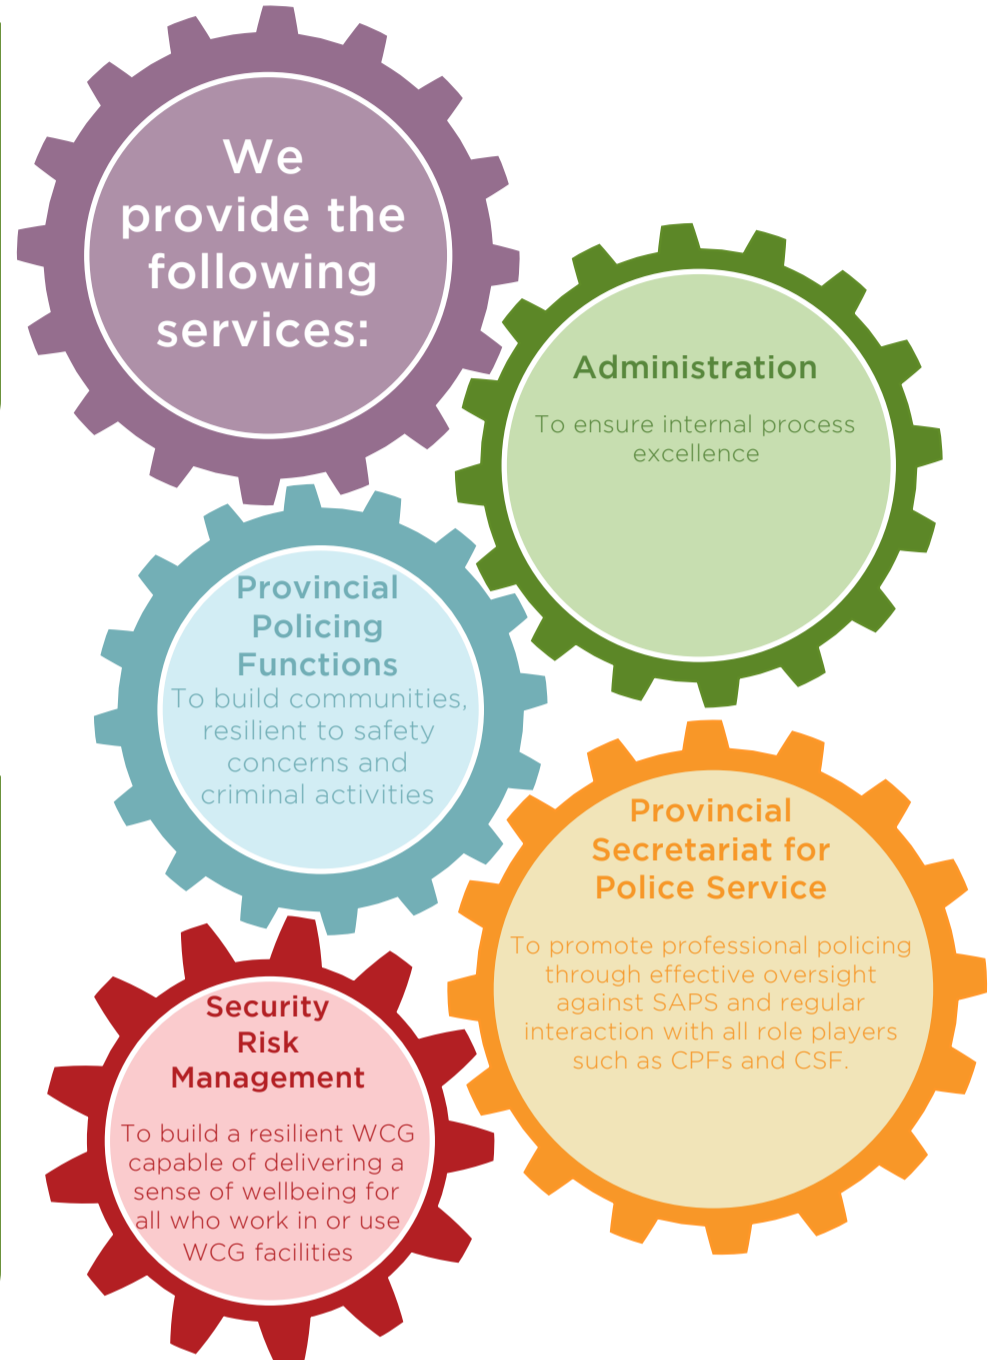 We
provide the
following
services:
Administration
To ensure internal process
excellence
Provincial
Policing
Functions
To build communities,
resilient to safety
concerns and
criminal activities
Provincial
Secretariat for
Police Service
To promote professional policing
through effective oversight
against SAPS and regular
interaction with all role players
such as CPFs and CSF.
Security
Risk
Management
To build a resilient WCG
capable of delivering a
sense of wellbeing for
all who work in or use
WCG facilities